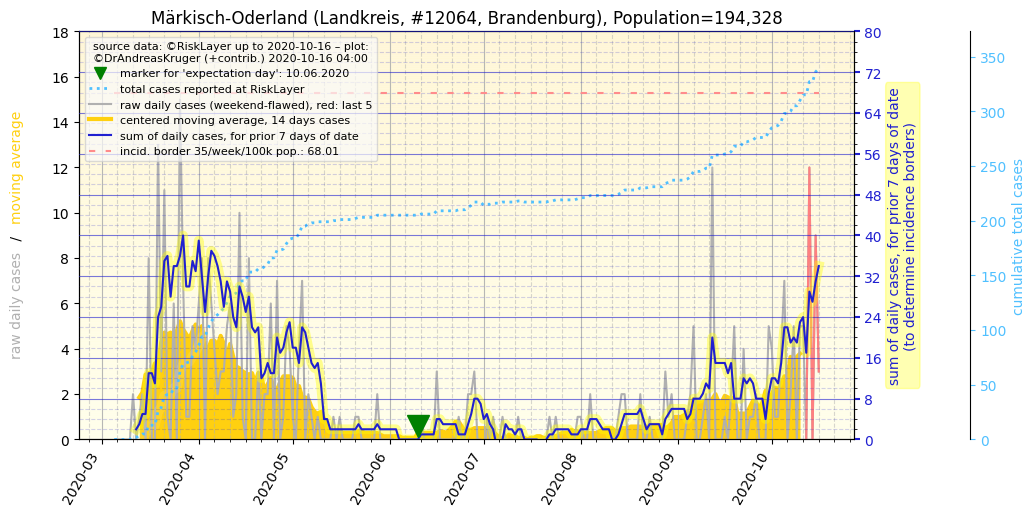 Märkisch-Oderland (Landkreis, #12064, Brandenburg), Population=194,328
source data: ©RiskLayer up to 2020-10-16 – plot:
©DrAndreasKruger (+contrib.) 2020-10-16 04:00
marker for 'expectation day': 10.06.2020
total cases reported at RiskLayer
raw daily cases (weekend-flawed), red: last 5
centered moving average, 14 days cases
sum of daily cases, for prior 7 days of date
incid. border 35/week/100k pop.: 68.01
raw daily cases / moving average
18
16
14
12
10
8
6
4
2
0
2020-03
2020-04
2020-05
2020-06
2020-07
2020-08
2020-09
2020-10
80
72
64
56
48
40
32
24
16
8
0
sum of daily cases, for prior 7 days of date
(to determine incidence borders)
350
300
250
200
150
100
50
0
cumulative total cases